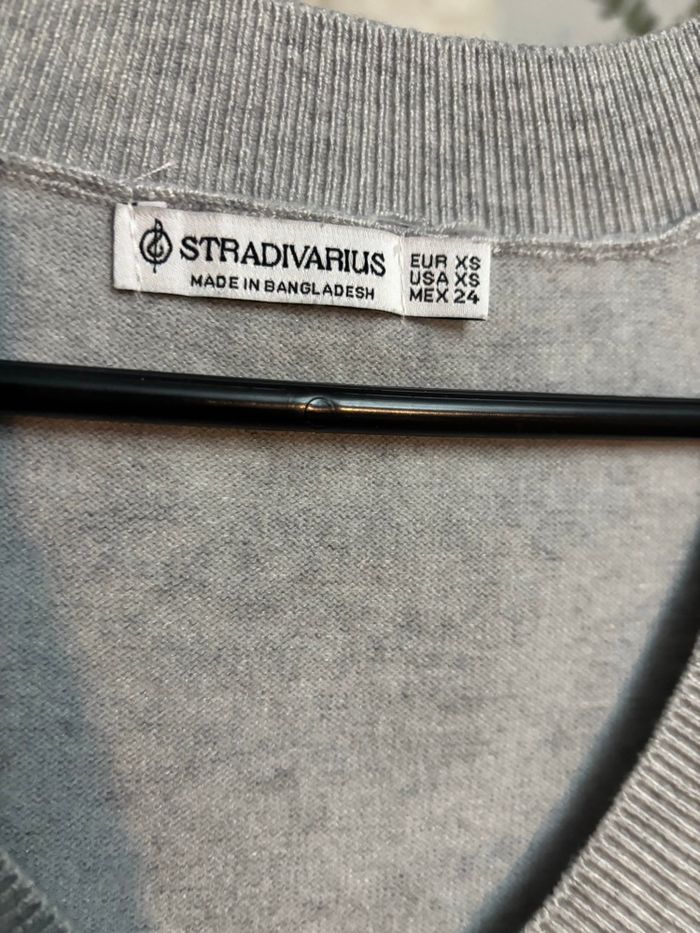 STRADIVARIUS
MADE IN BANGLADESH
EUR XS
USA XS
MEX 24